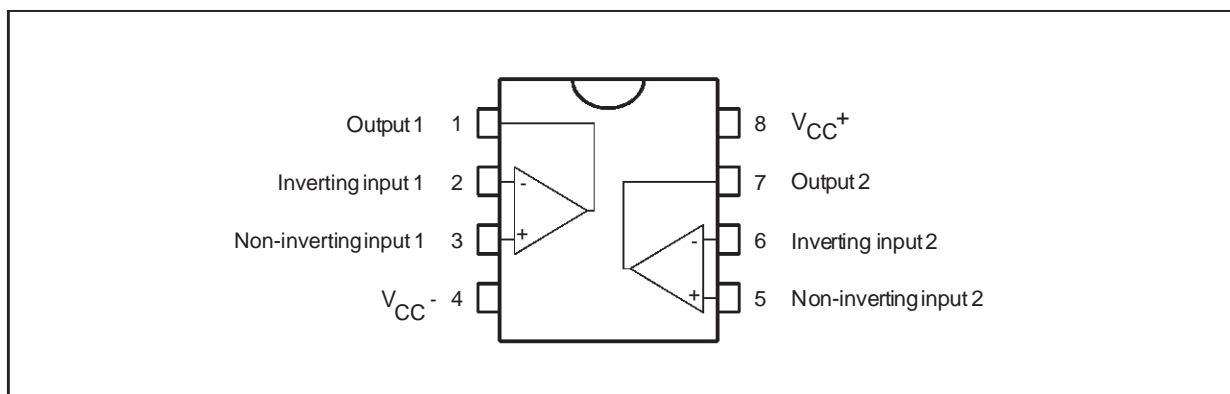 Output 1 1
Inverting input 1 2
Non-inverting input 1 3
VCC - 4
8 VCC+
7 Output 2
6 Inverting input 2
5 Non-inverting input 2
-
+
-
+